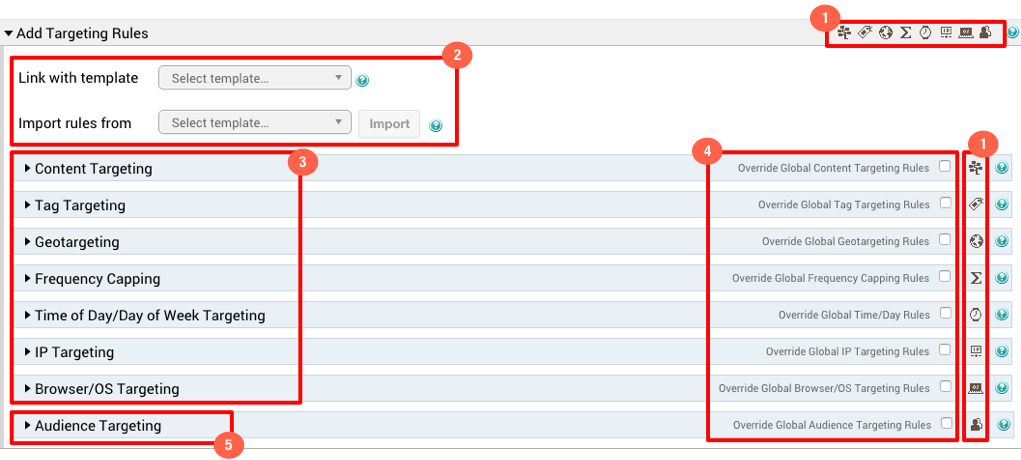 1
Add Targeting Rules
2
Link with template Select template...
Import rules from Select template... Import
3 4 1
Content Targeting Override Global Content Targeting Rules
Tag Targeting Override Global Tag Targeting Rules
Geotargeting Override Global Geotargeting Rules
Frequency Capping Override Global Frequency Capping Rules
Time of Day/Day of Week Targeting Override Global Time/Day Rules
IP Targeting Override Global IP Targeting Rules
Browser/OS Targeting Override Global Browser/OS Targeting Rules
Audience Targeting Override Global Audience Targeting Rules
5